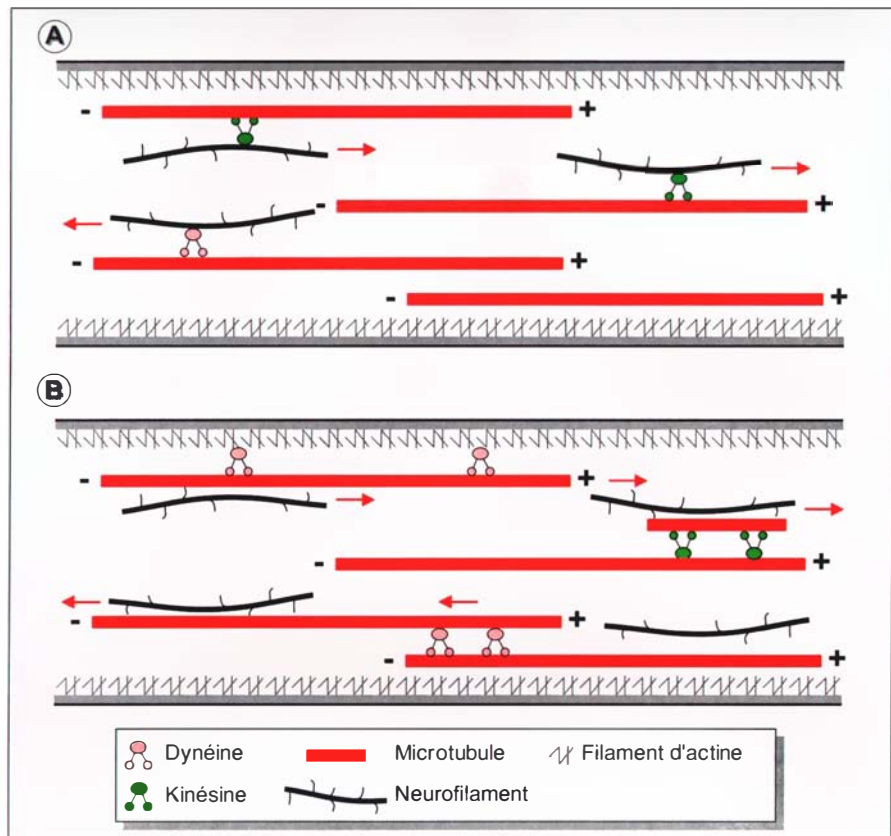 A
- +
- +
- +
- +
B
- +
- +
- +
- +
Dynéine Microtubule Filament d'actine
Kinésine Neurofilament